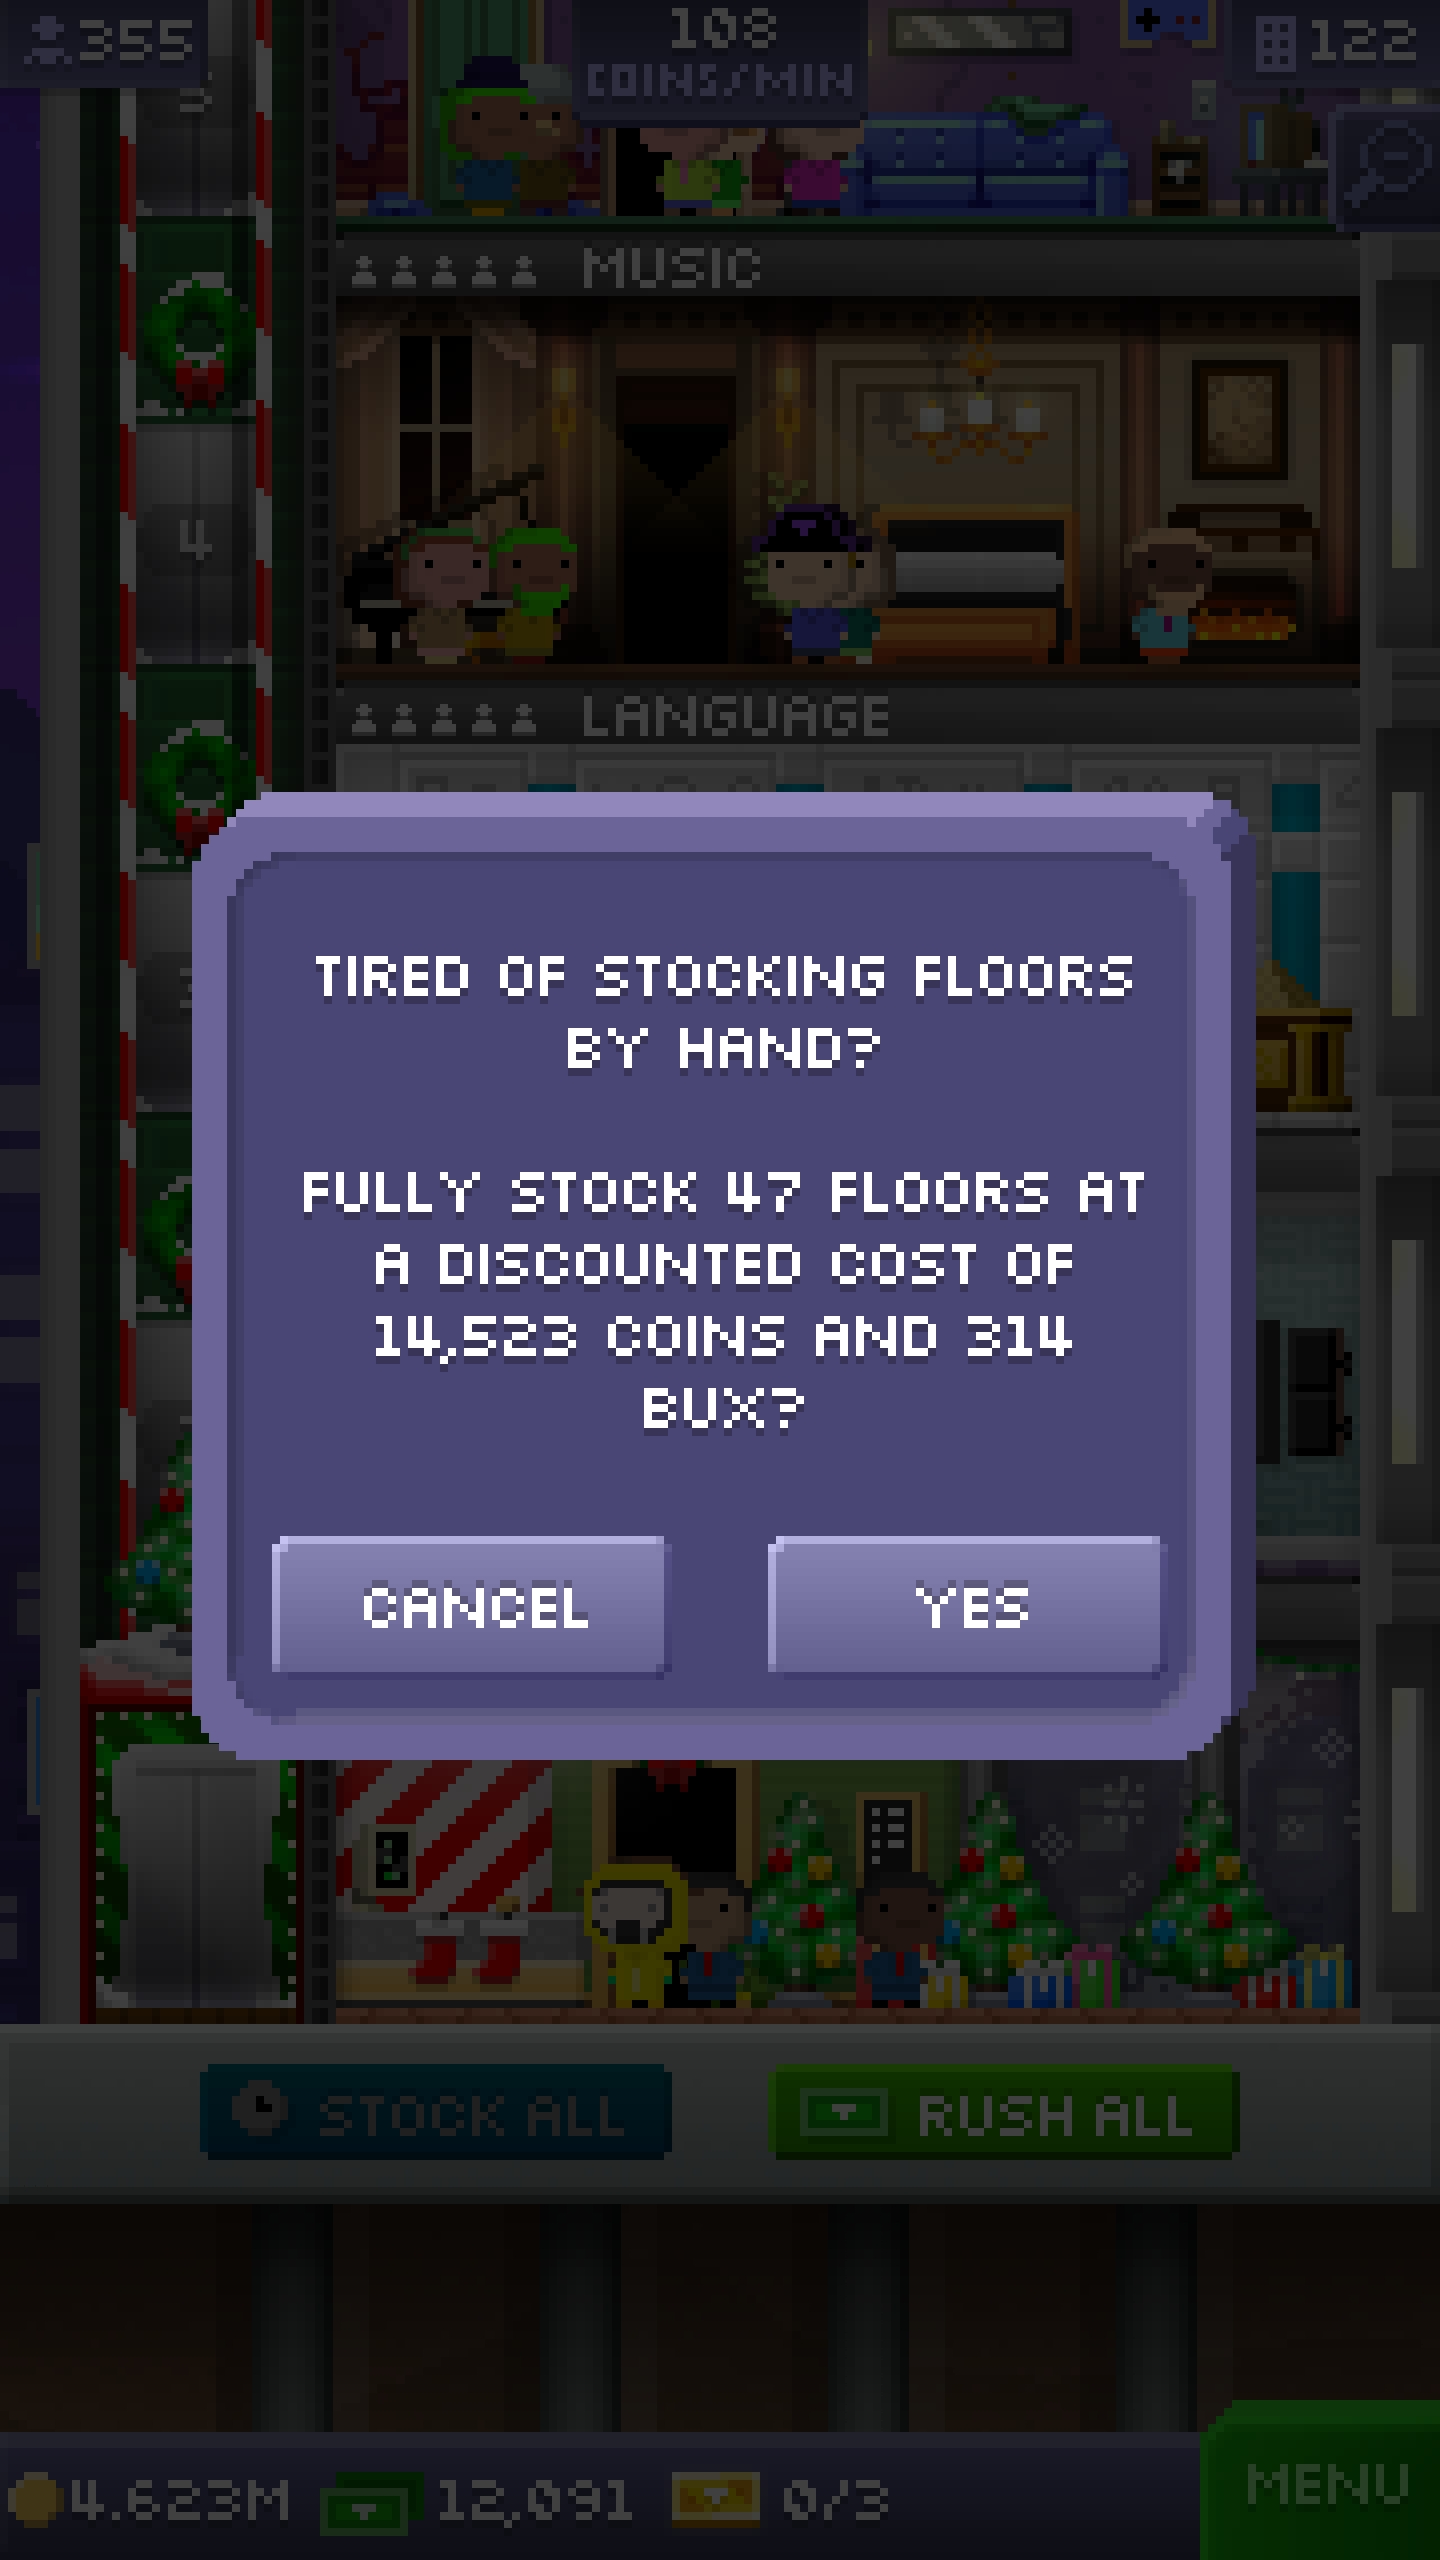 355
108
COINS/MIN
122
MUSIC
4
LANGUAGE
TIRED OF STOCKING FLOORS
BY HAND?
FULLY STOCK 47 FLOORS AT
A DISCOUNTED COST OF
14,523 COINS AND 314
BUX?
CANCEL
YES
STOCK ALL
RUSH ALL
4.623M
12,091
0/3
MENU